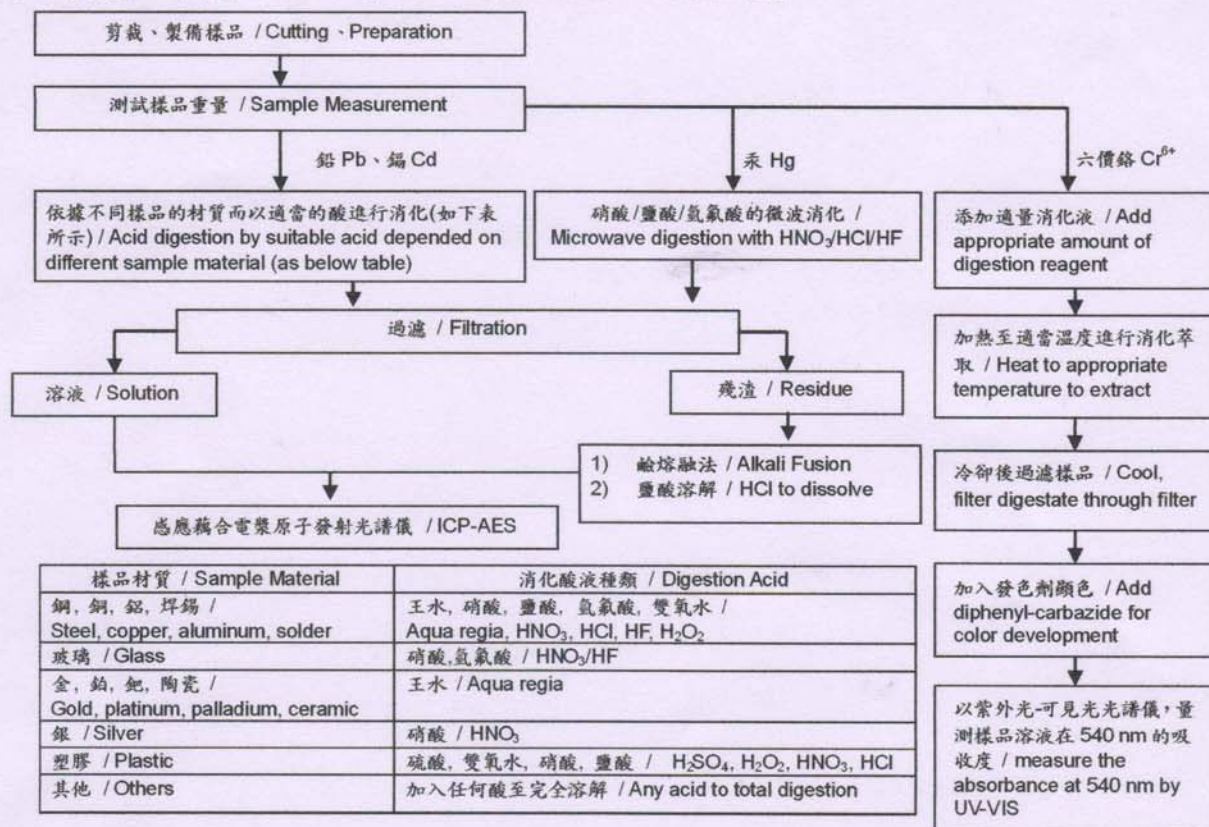 剪裁、製備樣品 / Cutting、Preparation
測試樣品重量 / Sample Measurement
鉛 Pb、鎘 Cd
汞 Hg
六價鉻 Cr⁶⁺
依據不同樣品的材質而以適當的酸進行消化(如下表
所示) / Acid digestion by suitable acid depended on
different sample material (as below table)
硝酸/鹽酸/氫氟酸的微波消化 /
Microwave digestion with HNO₃/HCl/HF
添加適量消化液 / Add
appropriate amount of
digestion reagent
過濾 / Filtration
加熱至適當溫度進行消化萃
取 / Heat to appropriate
temperature to extract
溶液 / Solution
殘渣 / Residue
1) 鹼熔融法 / Alkali Fusion
2) 鹽酸溶解 / HCl to dissolve
冷卻後過濾樣品 / Cool,
filter digestate through filter
感應藕合電漿原子發射光譜儀 / ICP-AES
加入發色劑顯色 / Add
diphenyl-carbazide for
color development
以紫外光-可見光光譜儀，量
測樣品溶液在 540 nm 的吸
收度 / measure the
absorbance at 540 nm by
UV-VIS
樣品材質 / Sample Material
消化酸液種類 / Digestion Acid
鋼, 銅, 鋁, 焊錫 /
Steel, copper, aluminum, solder
王水, 硝酸, 鹽酸, 氫氟酸, 雙氧水 /
Aqua regia, HNO₃, HCl, HF, H₂O₂
玻璃 / Glass
硝酸,氫氟酸 / HNO₃/HF
金, 鉑, 鈀, 陶瓷 /
Gold, platinum, palladium, ceramic
王水 / Aqua regia
銀 / Silver
硝酸 / HNO₃
塑膠 / Plastic
硫酸, 雙氧水, 硝酸, 鹽酸 / H₂SO₄, H₂O₂, HNO₃, HCl
其他 / Others
加入任何酸至完全溶解 / Any acid to total digestion